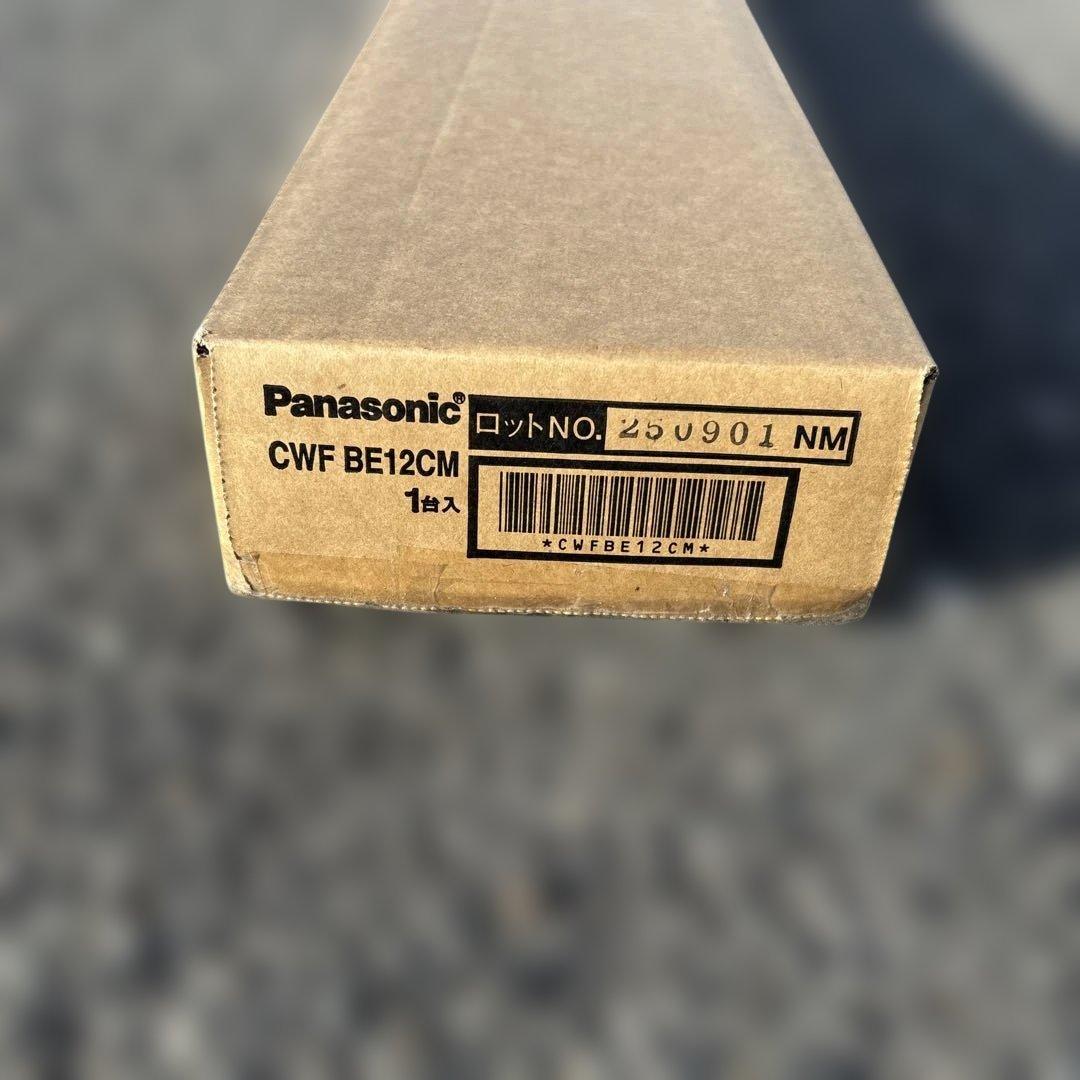 Panasonic®
CWF BE12CM
1台入
ロットNO. 250901 NM
*CWFBE12CM*